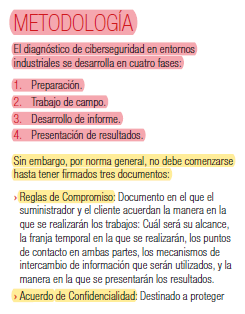 METODOLOGÍA
El diagnóstico de ciberseguridad en entornos
industriales se desarrolla en cuatro fases:
1. Preparación.
2. Trabajo de campo.
3. Desarrollo de informe.
4. Presentación de resultados.
Sin embargo, por norma general, no debe comenzarse
hasta tener firmados tres documentos:
› Reglas de Compromiso: Documento en el que el
suministrador y el cliente acuerdan la manera en la
que se realizarán los trabajos: Cuál será su alcance,
la franja temporal en la que se realizarán, los puntos
de contacto en ambas partes, los mecanismos de
intercambio de información que serán utilizados, y la
manera en la que se presentarán los resultados.
› Acuerdo de Confidencialidad: Destinado a proteger